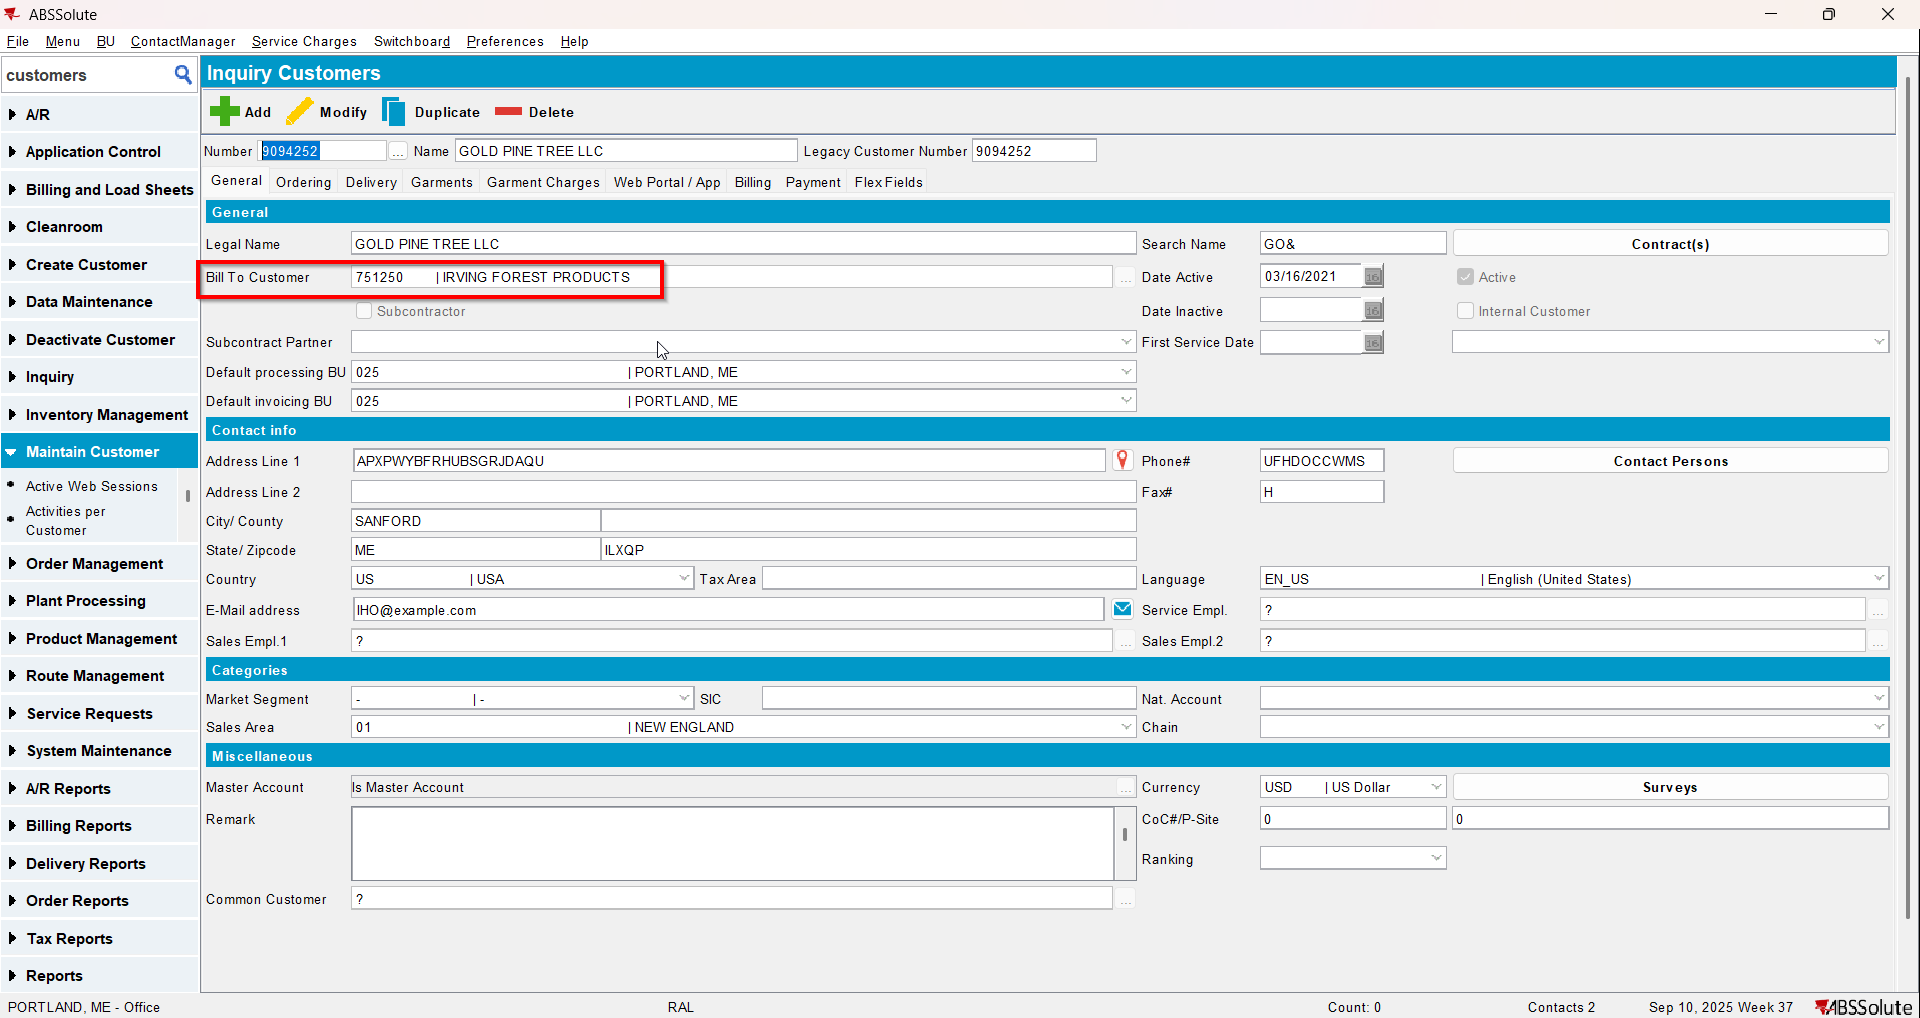 ABSSolute
File Menu BU ContactManager Service Charges Switchboard Preferences Help
customers
Inquiry Customers
A/R
Application Control
Billing and Load Sheets
Cleanroom
Create Customer
Data Maintenance
Deactivate Customer
Inquiry
Inventory Management
Maintain Customer
Active Web Sessions
Activities per
Customer
Order Management
Plant Processing
Product Management
Route Management
Service Requests
System Maintenance
A/R Reports
Billing Reports
Delivery Reports
Order Reports
Tax Reports
Reports
Add Modify Duplicate Delete
Number 9094252 ... Name GOLD PINE TREE LLC Legacy Customer Number 9094252
General Ordering Delivery Garments Garment Charges Web Portal / App Billing Payment Flex Fields
General
Legal Name GOLD PINE TREE LLC Search Name GO& Contract(s)
Bill To Customer 751250 | IRVING FOREST PRODUCTS ... Date Active 03/16/2021 16 Active
Subcontractor Date Inactive 16 Internal Customer
Subcontract Partner First Service Date 16
Default processing BU 025 | PORTLAND, ME
Default invoicing BU 025 | PORTLAND, ME
Contact info
Address Line 1 APXPWYBFRHUBSGRJDAQU Phone# UFHDOCCWMS Contact Persons
Address Line 2 Fax# H
City/ County SANFORD
State/ Zipcode ME ILXQP
Country US | USA Tax Area Language EN_US | English (United States)
E-Mail address IHO@example.com Service Empl. ? ...
Sales Empl.1 ? ... Sales Empl.2 ? ...
Categories
Market Segment - | - SIC Nat. Account
Sales Area 01 | NEW ENGLAND Chain
Miscellaneous
Master Account Is Master Account ... Currency USD | US Dollar Surveys
Remark CoC#/P-Site 0 0
Ranking
Common Customer ? ...
PORTLAND, ME - Office RAL Count: 0 Contacts 2 Sep 10, 2025 Week 37 ABSSolute